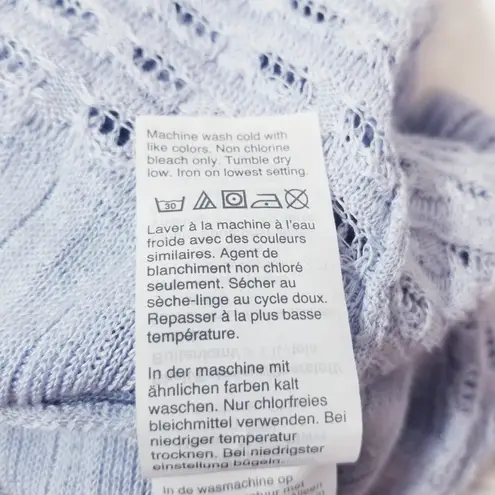 Machine wash cold with
like colors. Non chlorine
bleach only. Tumble dry
low. Iron on lowest setting.
30
Laver à la machine à l'eau
froide avec des couleurs
similaires. Agent de
blanchiment non chloré
seulement. Sécher au
sèche-linge au cycle doux.
Repasser à la plus basse
température.
In der maschine mit
ähnlichen farben kalt
waschen. Nur chlorfreies
bleichmittel verwenden. Bei
niedriger temperatur
trocknen. Bei niedrigster
einstellung bügeln.
In de wasmachine op